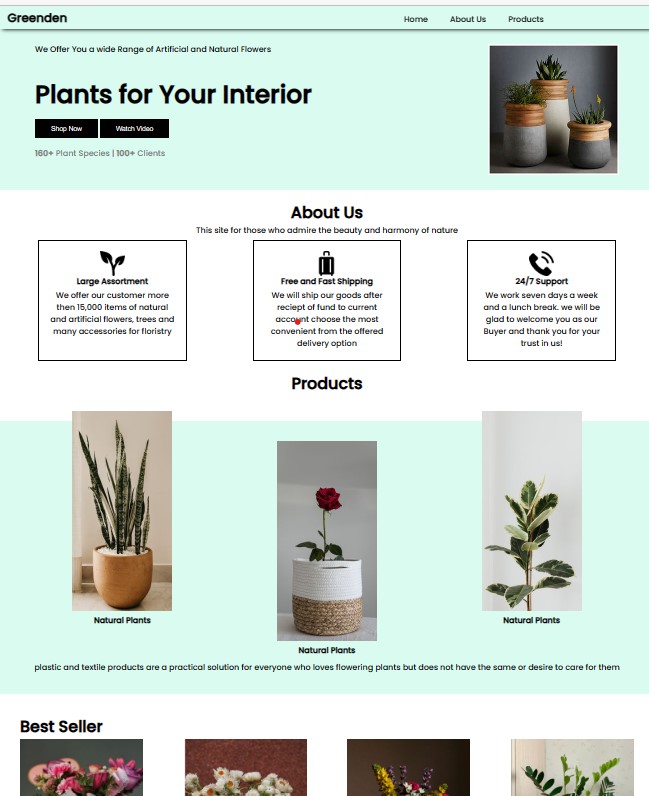 Greenden
Home About Us Products
We Offer You a wide Range of Artificial and Natural Flowers
Plants for Your Interior
Shop Now Watch Video
160+ Plant Species | 100+ Clients
About Us
This site for those who admire the beauty and harmony of nature
Large Assortment
We offer our customer more
then 15,000 items of natural
and artificial flowers, trees and
many accessories for floristry
Free and Fast Shipping
We will ship our goods after
reciept of fund to current
account choose the most
convenient from the offered
delivery option
24/7 Support
We work seven days a week
and a lunch break. we will be
glad to welcome you as our
Buyer and thank you for your
trust in us!
Products
Natural Plants
Natural Plants
Natural Plants
plastic and textile products are a practical solution for everyone who loves flowering plants but does not have the same or desire to care for them
Best Seller